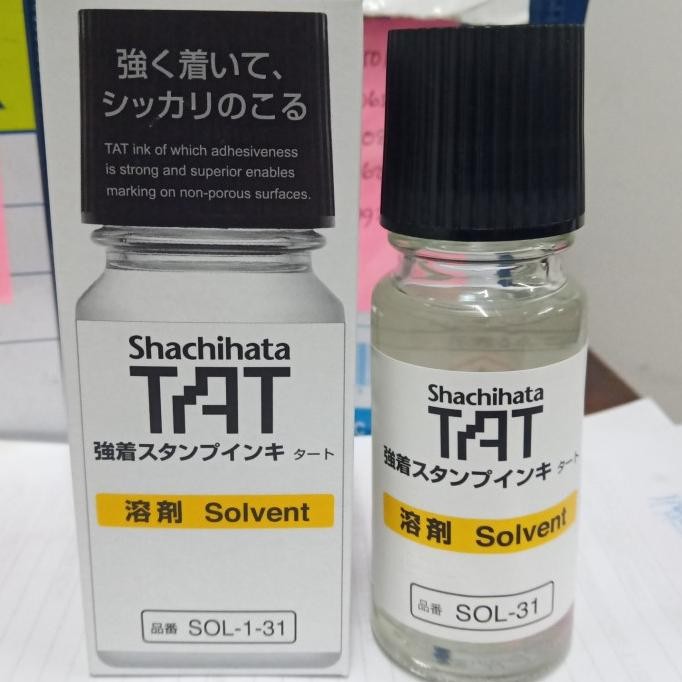 強く着いて、
シッカリのこる
TAT ink of which adhesiveness
is strong and superior enables
marking on non-porous surfaces.
Shachihata
TAT
強着スタンプインキ タート
溶剤 Solvent
品番 SOL-1-31
Shachihata
TAT
強着スタンプインキ タート
溶剤 Solvent
品番 SOL-31